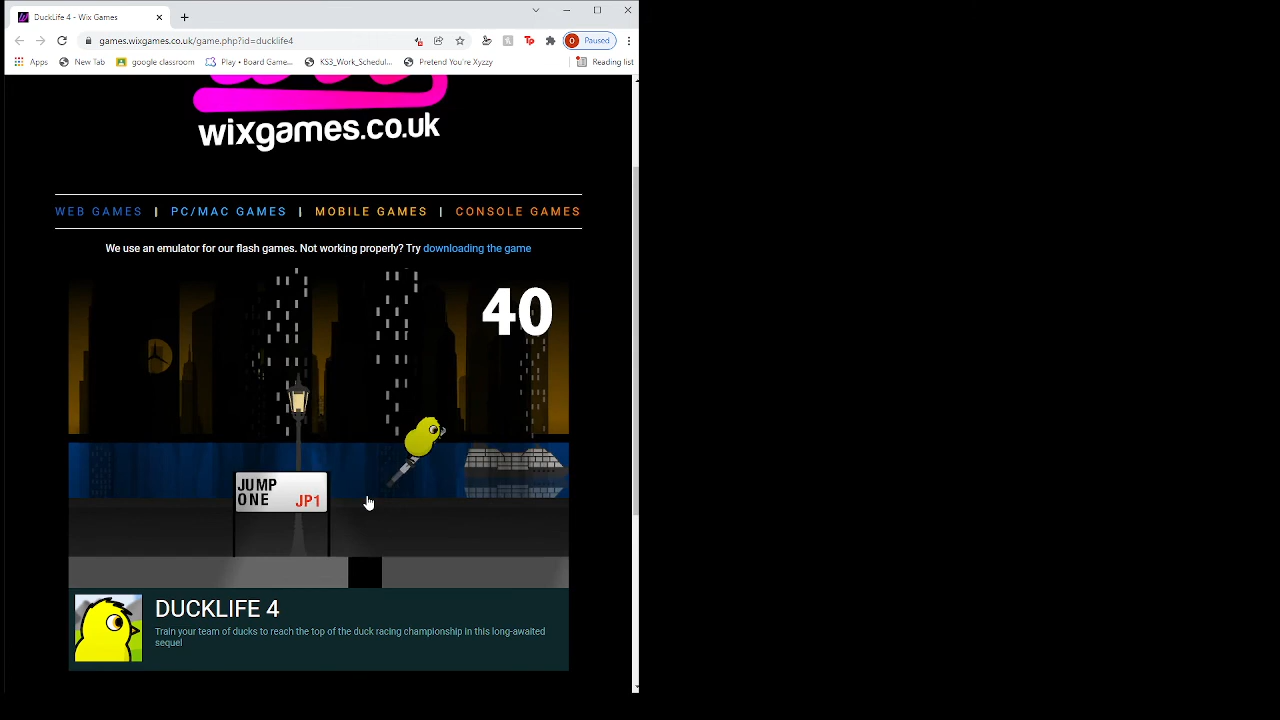 DuckLife 4 - Wix Games
games.wixgames.co.uk/game.php?id=ducklife4
Paused
Apps
New Tab
google classroom
Play • Board Game...
KS3_Work_Schedul...
Pretend You're Xyzzy
Reading list
wixgames.co.uk
WEB GAMES | PC/MAC GAMES | MOBILE GAMES | CONSOLE GAMES
We use an emulator for our flash games. Not working properly? Try downloading the game
40
JUMP
ONE JP1
DUCKLIFE 4
Train your team of ducks to reach the top of the duck racing championship in this long-awaited
sequel